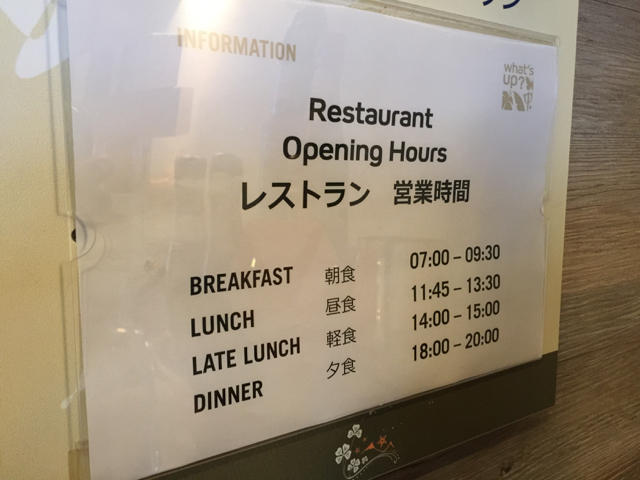 INFORMATION
what's
up?
Restaurant
Opening Hours
レストラン 営業時間
BREAKFAST 朝食 07:00 – 09:30
LUNCH 昼食 11:45 – 13:30
LATE LUNCH 軽食 14:00 – 15:00
DINNER 夕食 18:00 – 20:00